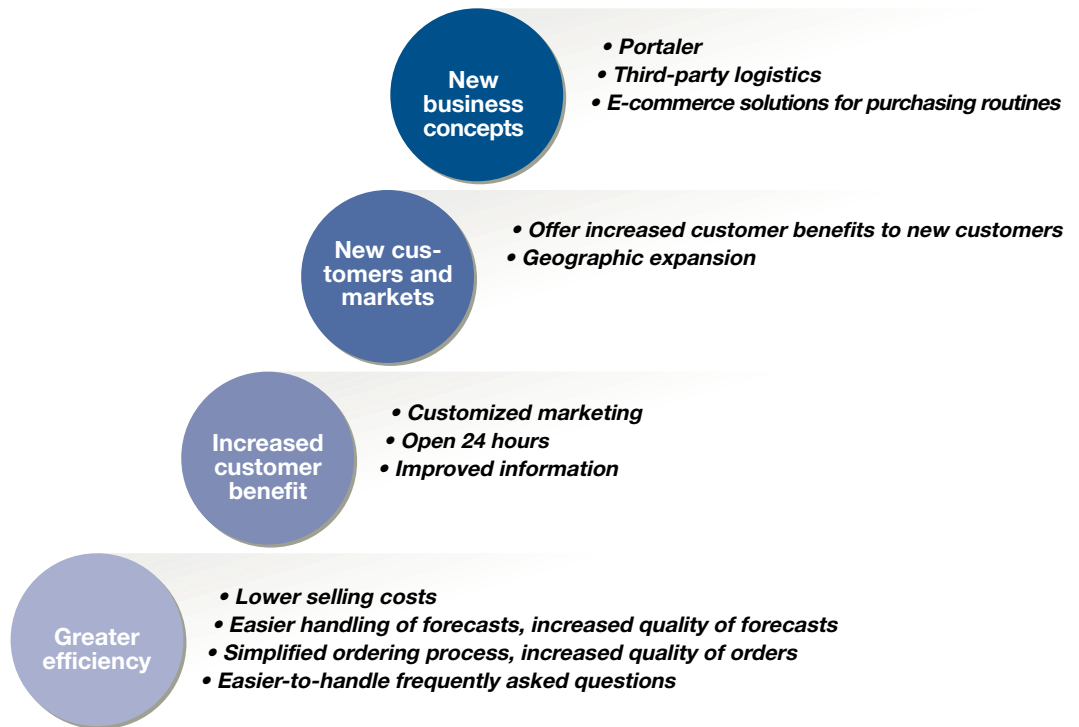 New
business
concepts
• Portaler
• Third-party logistics
• E-commerce solutions for purchasing routines
New cus-
tomers and
markets
• Offer increased customer benefits to new customers
• Geographic expansion
Increased
customer
benefit
• Customized marketing
• Open 24 hours
• Improved information
Greater
efficiency
• Lower selling costs
• Easier handling of forecasts, increased quality of forecasts
• Simplified ordering process, increased quality of orders
• Easier-to-handle frequently asked questions